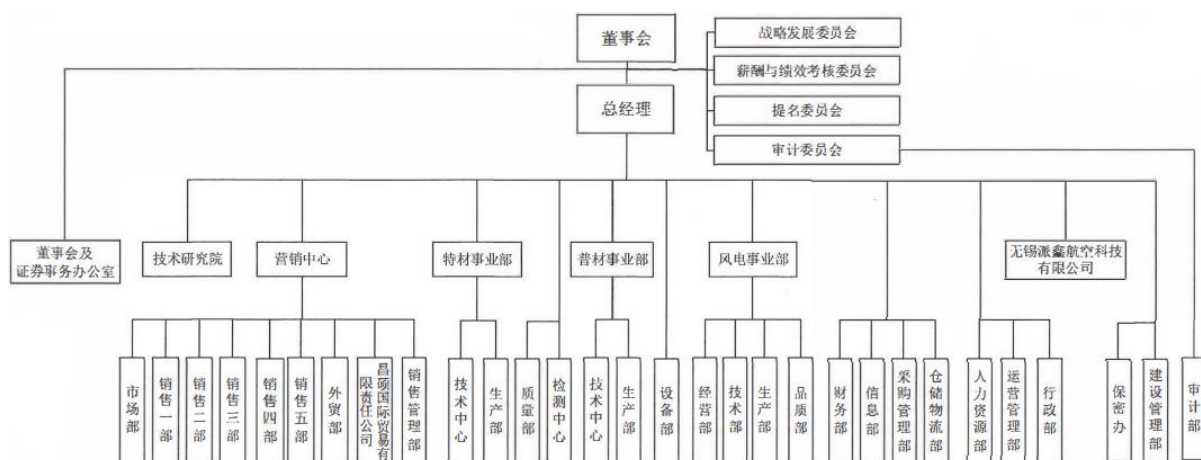 董事会
战略发展委员会
薪酬与绩效考核委员会
总经理
提名委员会
审计委员会
董事会及
证券事务办公室
技术研究院
营销中心
特材事业部
普材事业部
风电事业部
无锡派鑫航空科技
有限公司
市场部
销售一部
销售二部
销售三部
销售四部
销售五部
外贸部
昌硕国际贸易有
限责任公司
销售管理部
技术中心
生产部
质量部
检测中心
技术中心
生产部
设备部
经营部
技术部
生产部
品质部
财务部
信息部
采购管理部
仓储物流部
人力资源部
运营管理部
行政部
保密办
建设管理部
审计部